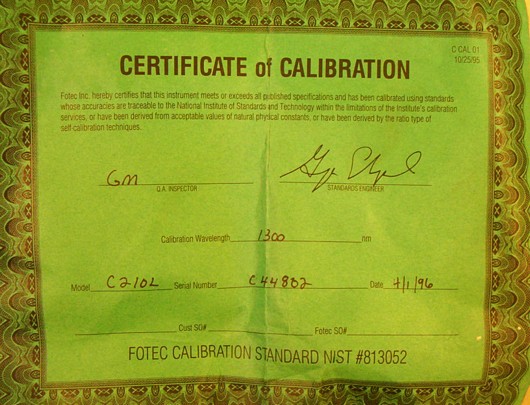 C CAL 01
10/25/95
CERTIFICATE of CALIBRATION
Fotec Inc. hereby certifies that this instrument meets or exceeds all published specifications and has been calibrated using standards
whose accuracies are traceable to the National Institute of Standards and Technology within the limitations of the Institute's calibration
services, or have been derived from acceptable values of natural physical constants, or have been derived by the ratio type of
self-calibration techniques.
GM
Q.A. INSPECTOR
STANDARDS ENGINEER
Calibration Wavelength 1300 nm
Model C210L Serial Number C44802 Date 4/1/96
Cust SO# Fotec SO#
FOTEC CALIBRATION STANDARD NIST #813052